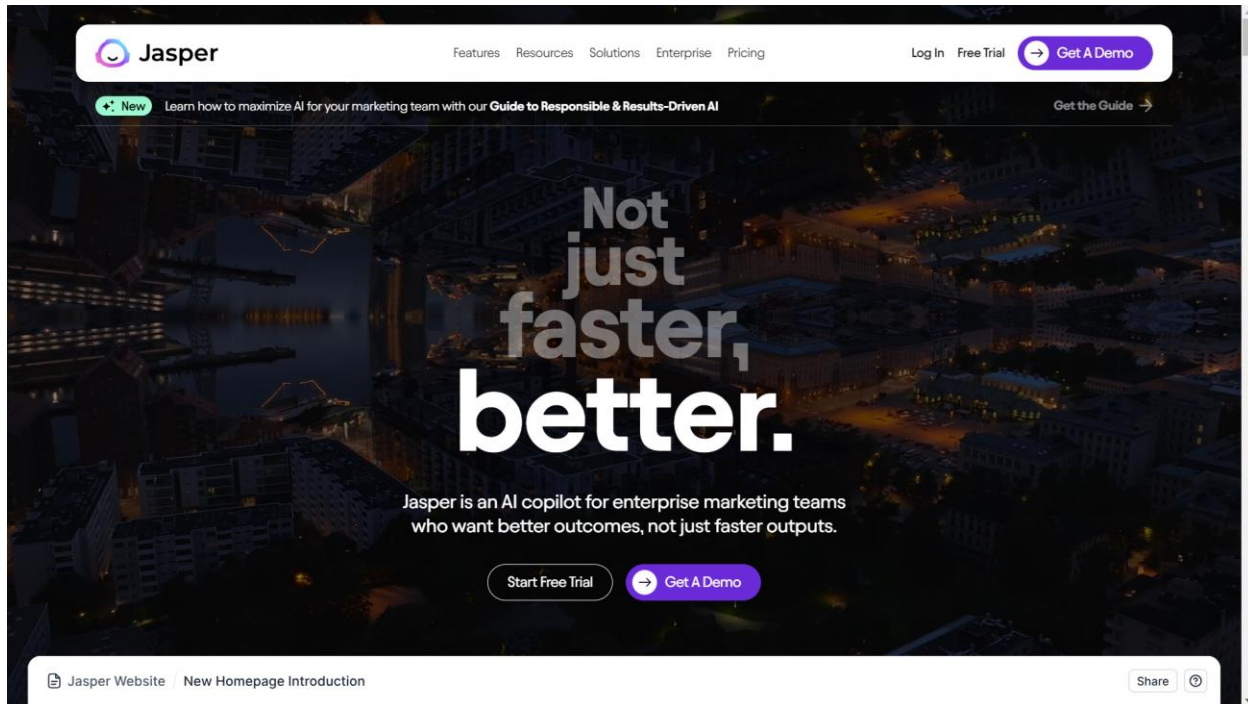 Jasper
Features Resources Solutions Enterprise Pricing
Log In Free Trial Get A Demo
New Learn how to maximize AI for your marketing team with our Guide to Responsible & Results-Driven AI
Get the Guide
Not
just
faster,
better.
Jasper is an AI copilot for enterprise marketing teams
who want better outcomes, not just faster outputs.
Start Free Trial Get A Demo
Jasper Website / New Homepage Introduction
Share